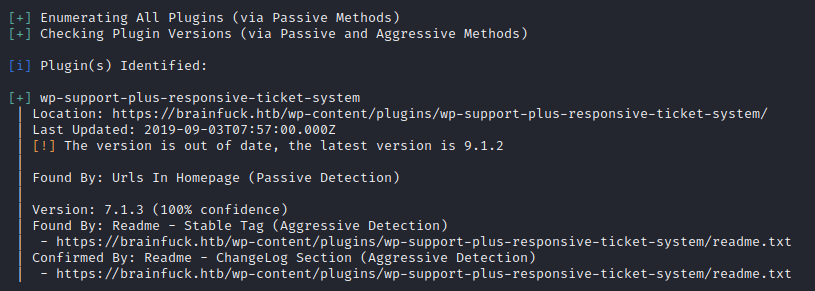 [+] Enumerating All Plugins (via Passive Methods)
[+] Checking Plugin Versions (via Passive and Aggressive Methods)
[i] Plugin(s) Identified:
[+] wp-support-plus-responsive-ticket-system
| Location: https://brainfuck.htb/wp-content/plugins/wp-support-plus-responsive-ticket-system/
| Last Updated: 2019-09-03T07:57:00.000Z
| [!] The version is out of date, the latest version is 9.1.2
|
| Found By: Urls In Homepage (Passive Detection)
|
| Version: 7.1.3 (100% confidence)
| Found By: Readme - Stable Tag (Aggressive Detection)
|  - https://brainfuck.htb/wp-content/plugins/wp-support-plus-responsive-ticket-system/readme.txt
| Confirmed By: Readme - ChangeLog Section (Aggressive Detection)
|  - https://brainfuck.htb/wp-content/plugins/wp-support-plus-responsive-ticket-system/readme.txt